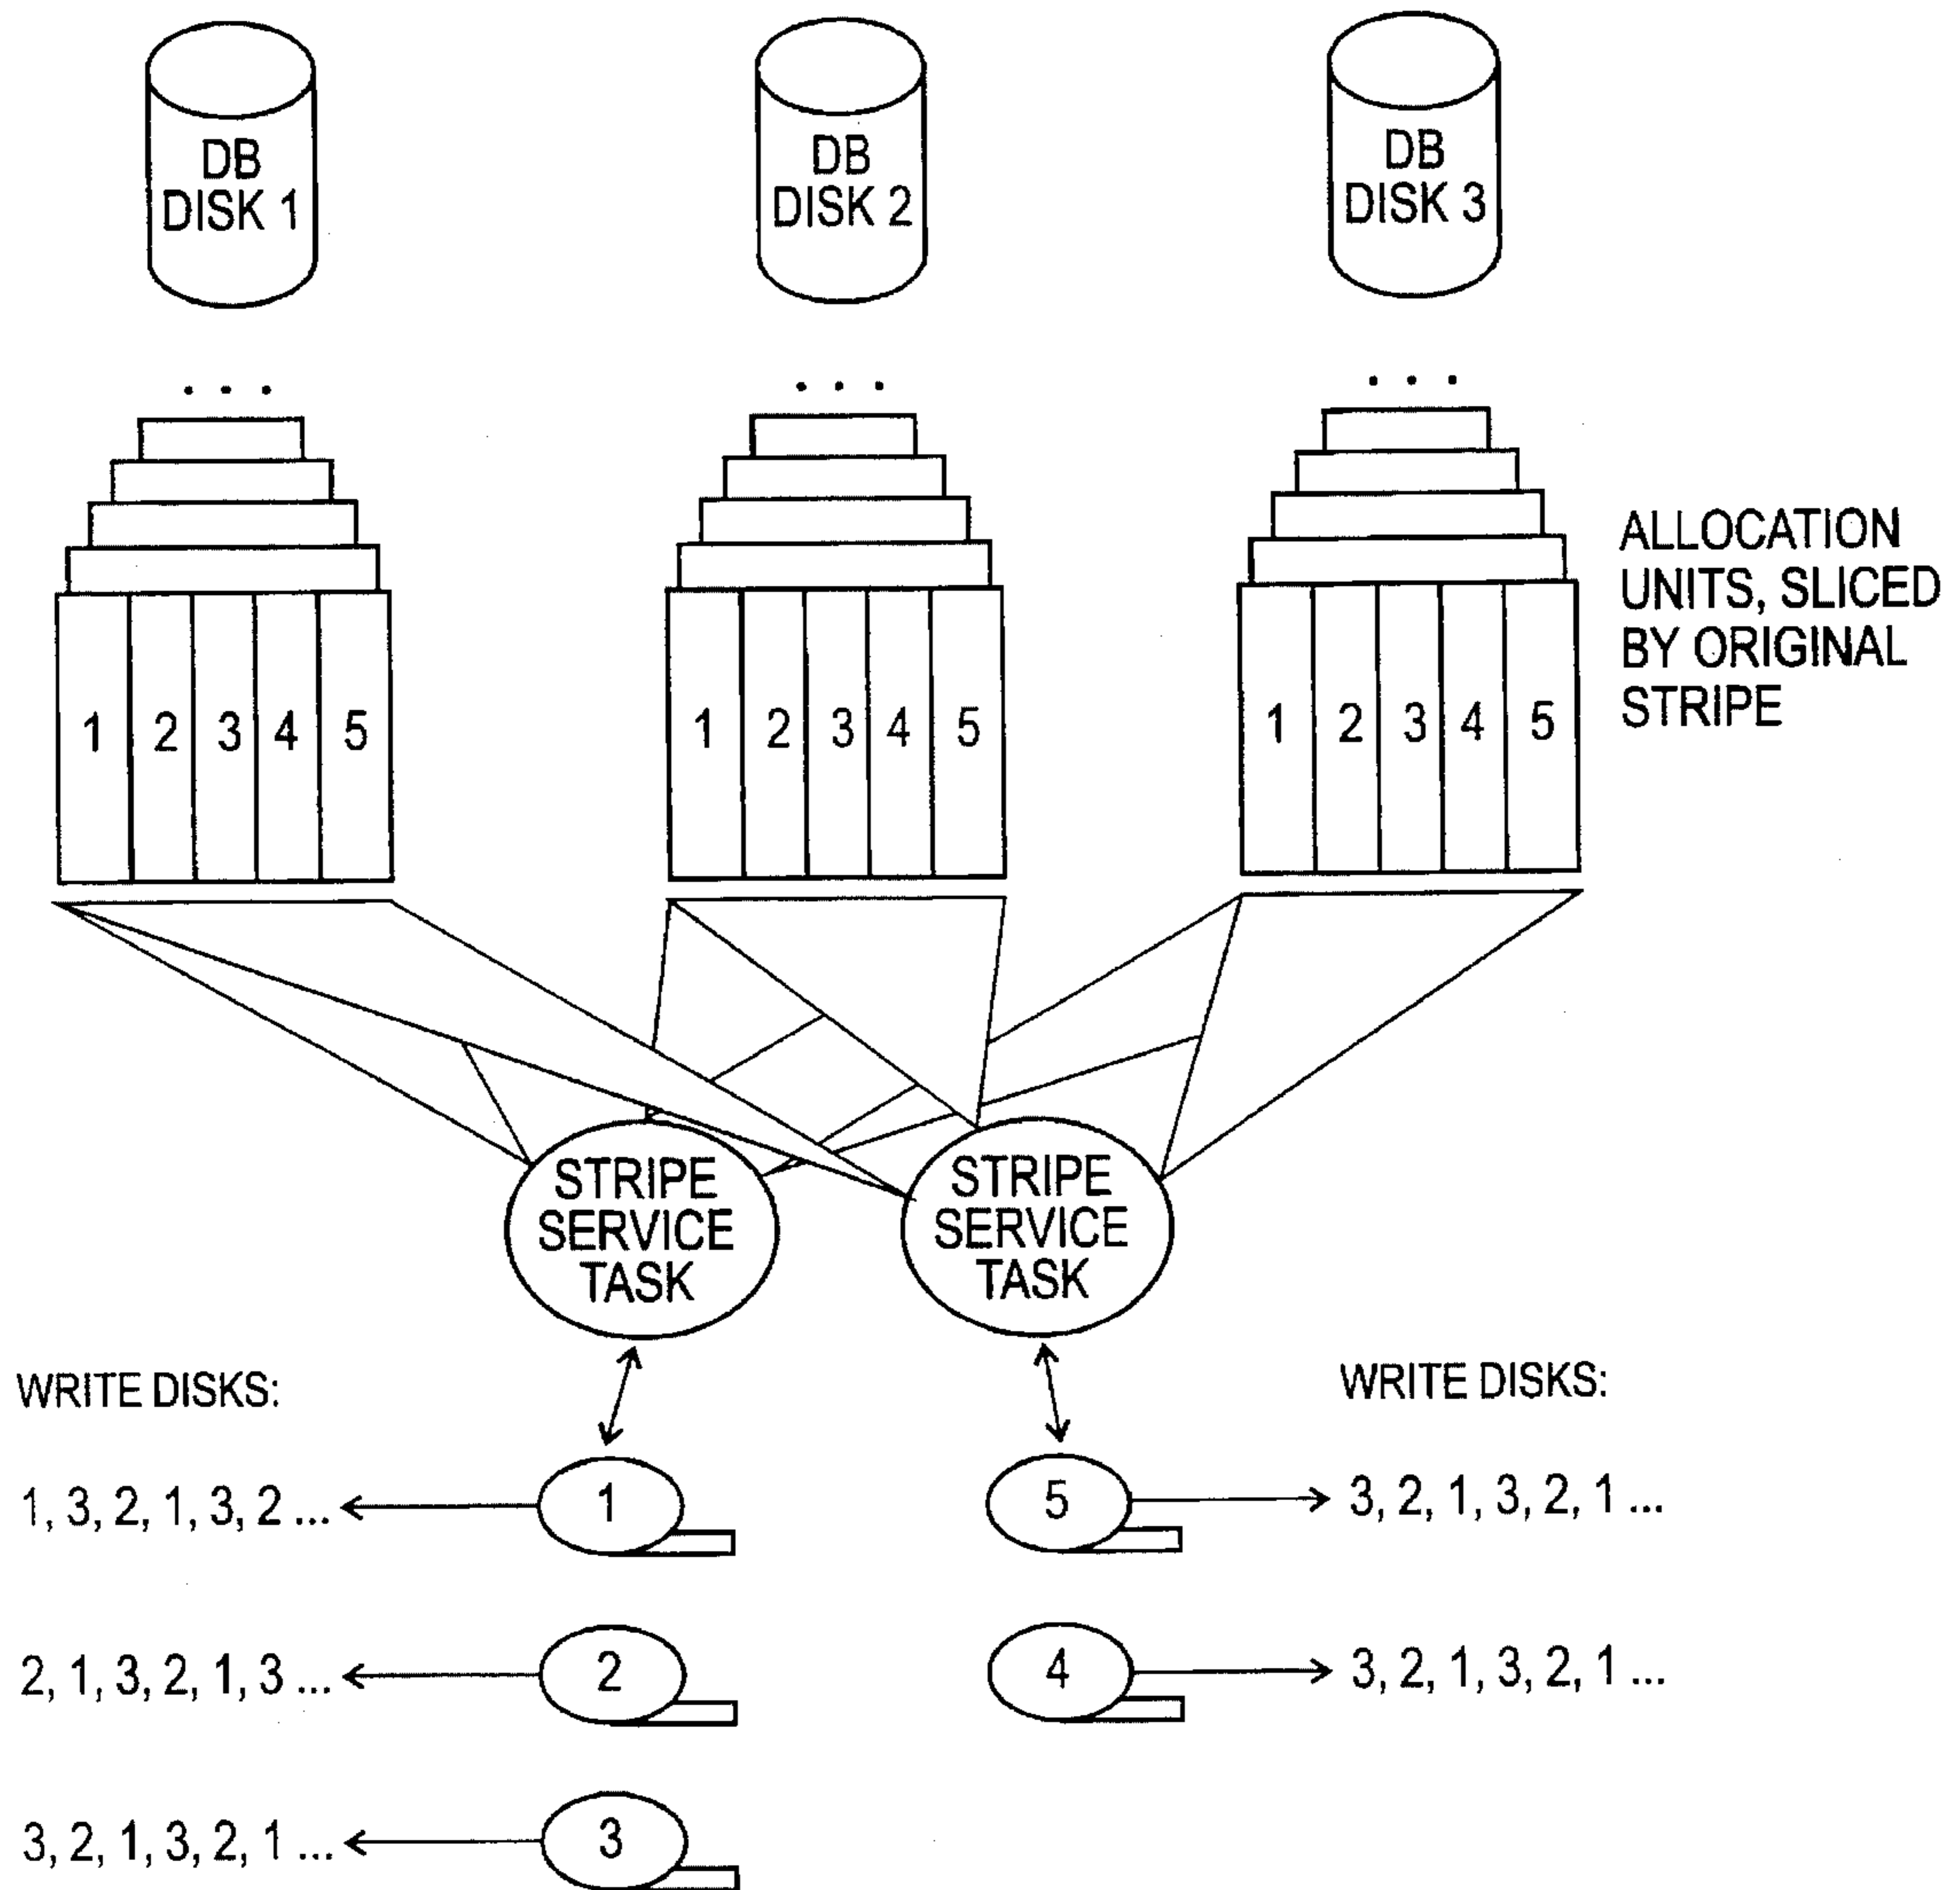 DB
DISK 1
DB
DISK 2
DB
DISK 3
. . .
. . .
. . .
ALLOCATION
UNITS, SLICED
BY ORIGINAL
STRIPE
1 2 3 4 5
1 2 3 4 5
1 2 3 4 5
STRIPE
SERVICE
TASK
STRIPE
SERVICE
TASK
WRITE DISKS:
WRITE DISKS:
1, 3, 2, 1, 3, 2 ...
1
5
3, 2, 1, 3, 2, 1 ...
2, 1, 3, 2, 1, 3 ...
2
4
3, 2, 1, 3, 2, 1 ...
3, 2, 1, 3, 2, 1 ...
3